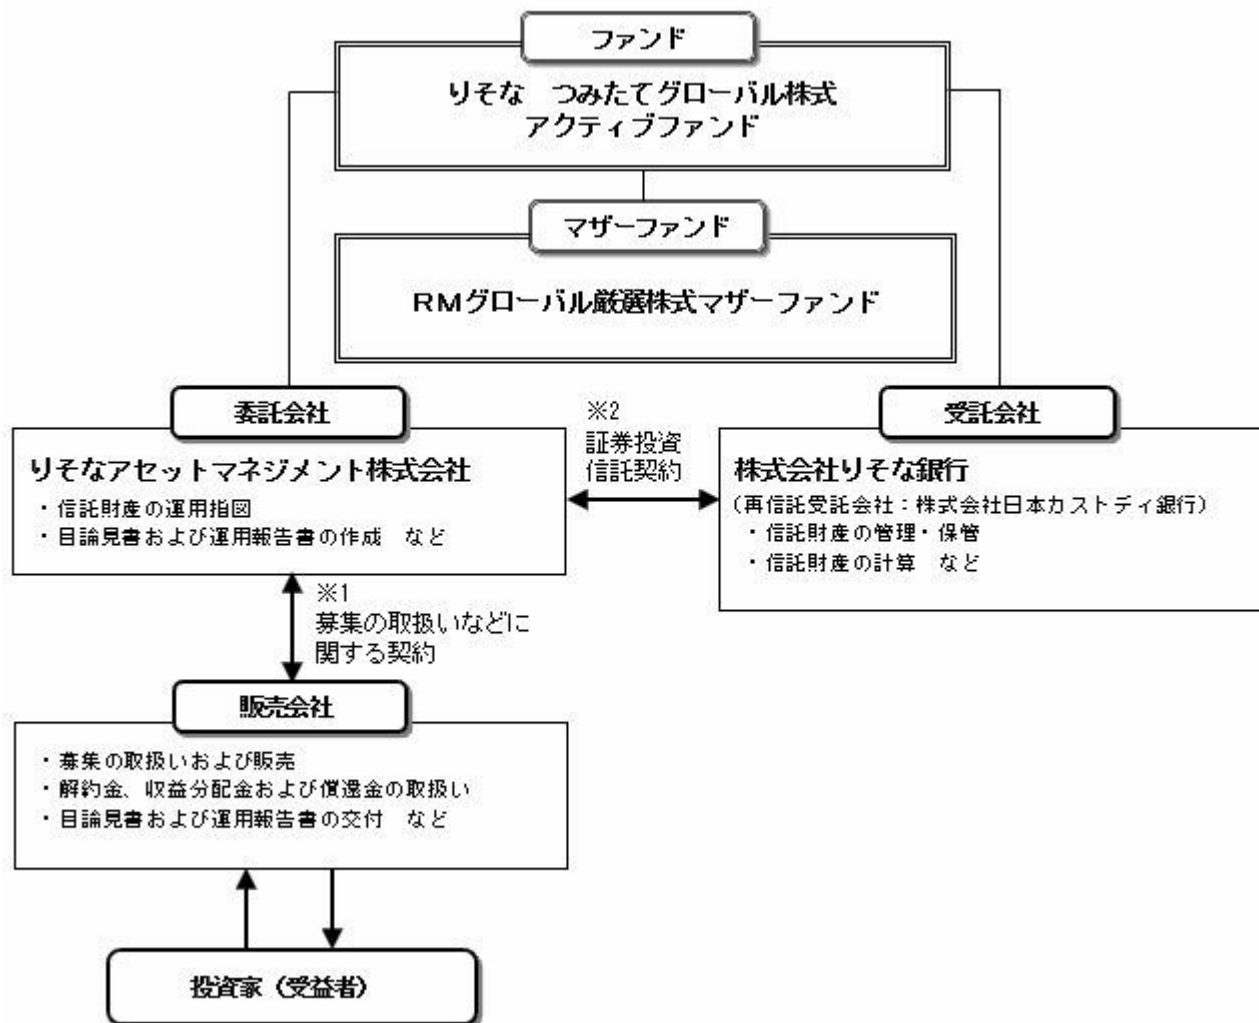 ファンド
りそな　つみたてグローバル株式
アクティブファンド
マザーファンド
ＲＭグローバル厳選株式マザーファンド
委託会社
りそなアセットマネジメント株式会社
・信託財産の運用指図
・目論見書および運用報告書の作成　など
※2
証券投資
信託契約
受託会社
株式会社りそな銀行
（再信託受託会社：株式会社日本カストディ銀行）
・信託財産の管理・保管
・信託財産の計算　など
※1
募集の取扱いなどに
関する契約
販売会社
・募集の取扱いおよび販売
・解約金、収益分配金および償還金の取扱い
・目論見書および運用報告書の交付　など
投資家（受益者）